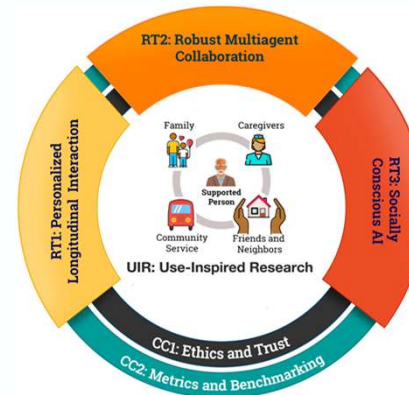 RT2: Robust Multiagent
Collaboration
RT1: Personalized
Longitudinal Interaction
RT3: Socially
Conscious AI
Family
Caregivers
Supported
Person
Community
Service
Friends and
Neighbors
UIR: Use-Inspired Research
CC1: Ethics and Trust
CC2: Metrics and Benchmarking